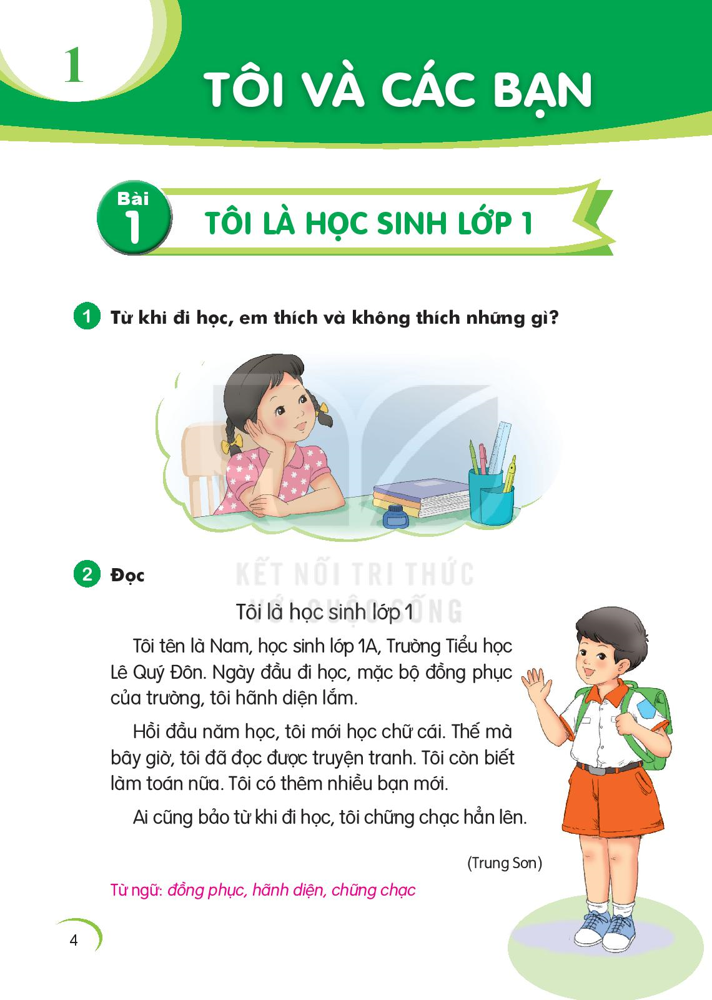 1
TÔI VÀ CÁC BẠN
Bài
1
TÔI LÀ HỌC SINH LỚP 1
1 Từ khi đi học, em thích và không thích những gì?
2 Đọc
KẾT NỐI TRI THỨC
VỚI CUỘC SỐNG
Tôi là học sinh lớp 1
Tôi tên là Nam, học sinh lớp 1A, Trường Tiểu học
Lê Quý Đôn. Ngày đầu đi học, mặc bộ đồng phục
của trường, tôi hãnh diện lắm.
Hồi đầu năm học, tôi mới học chữ cái. Thế mà
bây giờ, tôi đã đọc được truyện tranh. Tôi còn biết
làm toán nữa. Tôi có thêm nhiều bạn mới.
Ai cũng bảo từ khi đi học, tôi chững chạc hẳn lên.
(Trung Sơn)
Từ ngữ: đồng phục, hãnh diện, chững chạc
4